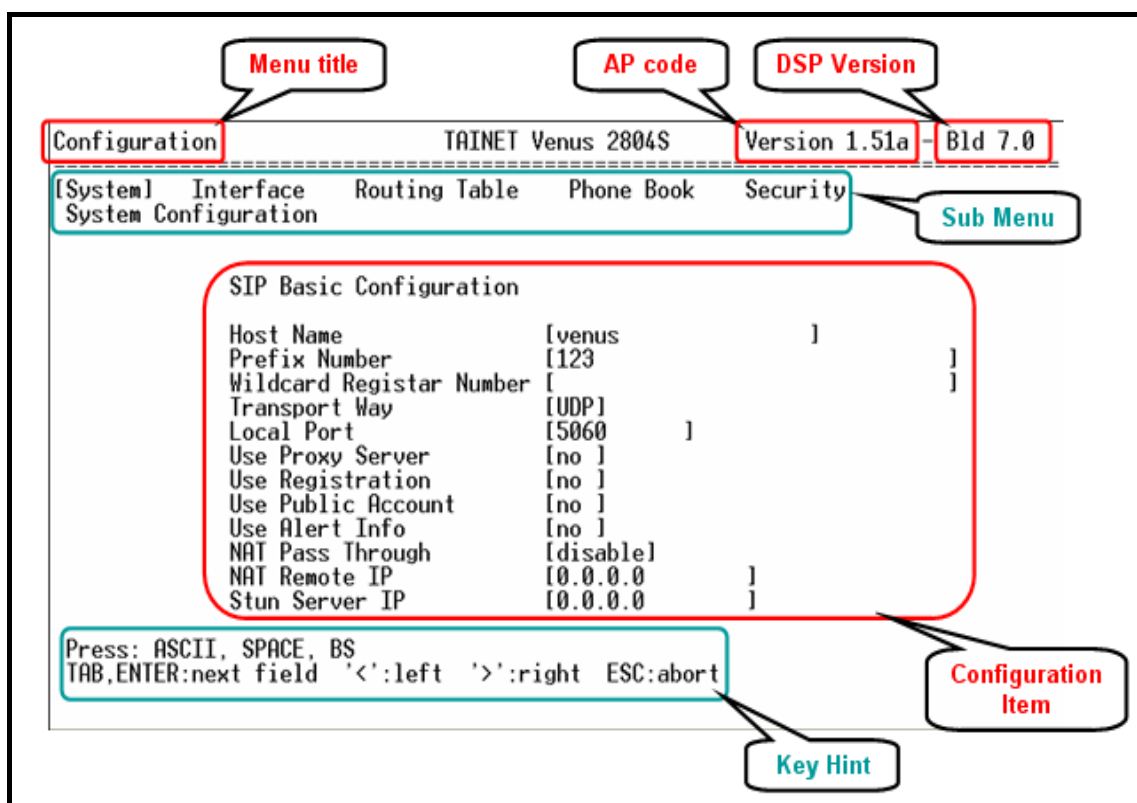 Menu title
AP code
DSP Version
Configuration TAINET Venus 2804S Version 1.51a - Bld 7.0
[System] Interface Routing Table Phone Book Security
System Configuration
Sub Menu
SIP Basic Configuration
Host Name [venus ]
Prefix Number [123 ]
Wildcard Registar Number [ ]
Transport Way [UDP]
Local Port [5060 ]
Use Proxy Server [no ]
Use Registration [no ]
Use Public Account [no ]
Use Alert Info [no ]
NAT Pass Through [disable]
NAT Remote IP [0.0.0.0 ]
Stun Server IP [0.0.0.0 ]
Press: ASCII, SPACE, BS
TAB,ENTER:next field '<':left '>':right ESC:abort
Configuration
Item
Key Hint